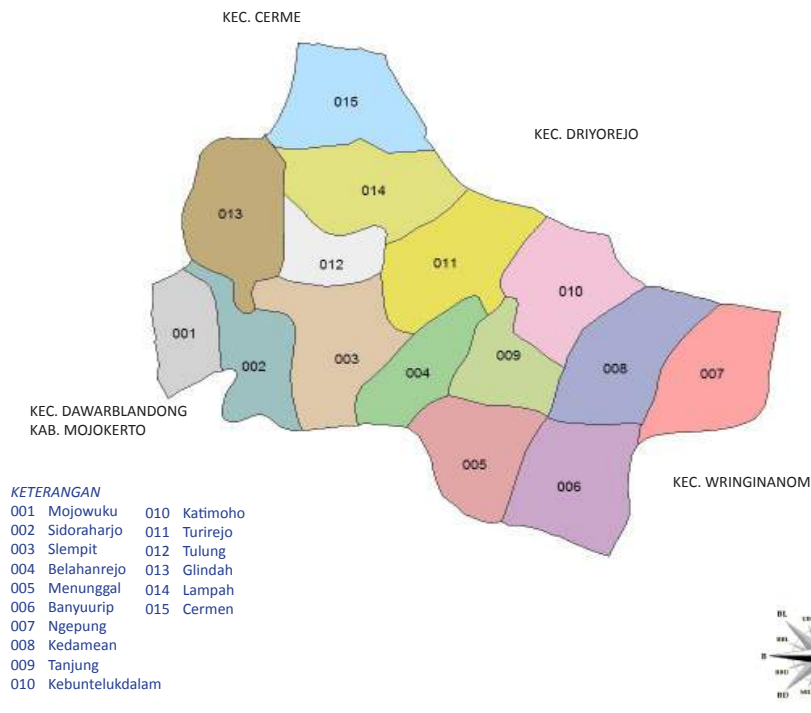 KEC. CERME
015
KEC. DRIYOREJO
014
013
012
011
010
001
002
003
004
009
008
007
005
006
KEC. DAWARBLANDONG
KAB. MOJOKERTO
KEC. WRINGINANOM
KETERANGAN
001 Mojowuku
002 Sidoraharjo
003 Slempit
004 Belahanrejo
005 Menunggal
006 Banyuurip
007 Ngepung
008 Kedamean
009 Tanjung
010 Kebuntelukdalam
010 Katimoho
011 Turirejo
012 Tulung
013 Glindah
014 Lampah
015 Cermen
BL
B
BD